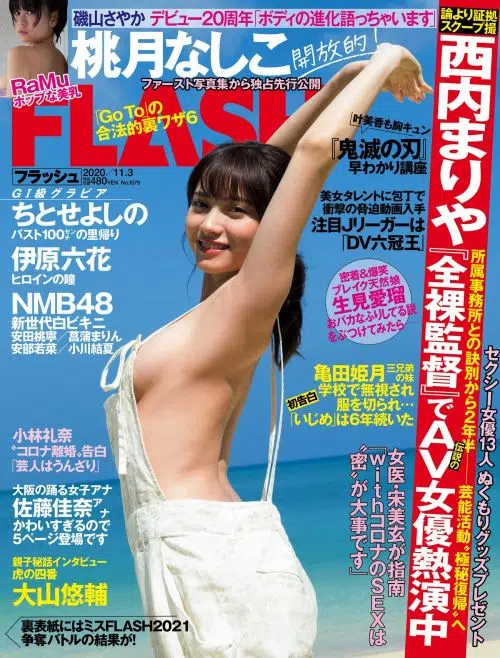 磯山さやか デビュー20周年「ボディの進化語っちゃいます」
論より証拠
スクープ撮
桃月なしこ 開放的!
ファースト写真集から独占先行公開
RaMu
ポップな美乳
「Go To」の
合法的裏ワザ6
FLASH
フラッシュ
2020/11.3
480YEN No.1579
GI級グラビア
ちとせよしの
バスト100センチの里帰り
伊原六花
ヒロインの瞳
NMB48
新世代白ビキニ
安田桃寧/菖蒲まりん
安部若菜/小川結夏
小林礼奈
“コロナ離婚”告白
「芸人はうんざり」
大阪の踊る女子アナ
佐藤佳奈アナ
かわいすぎるので
5ページ登場です
親子秘話インタビュー
虎の四番
大山悠輔
裏表紙にはミスFLASH2021
争奪バトルの結果が!
叶美香も胸キュン
『鬼滅の刃』
早わかり講座
美女タレントに包丁で
衝撃の脅迫動画入手
注目Jリーガーは
「DV六冠王」
密着&爆笑
ブレイク天然娘
生見愛瑠
おバカなふりしてる説
をぶつけてみたら
亀田姫月 三兄弟の妹
初告白
学校で無視され
服を切られ…
「いじめ」は6年続いた
女医・宋美玄が指南
“withコロナのSEXは
“密”が大事です”
西内まりや
『全裸監督』で伝説のAV女優熱演中
所属事務所との訣別から2年半――芸能活動“極秘復帰”へ
セクシー女優13人 ぬくもりグッズプレゼント